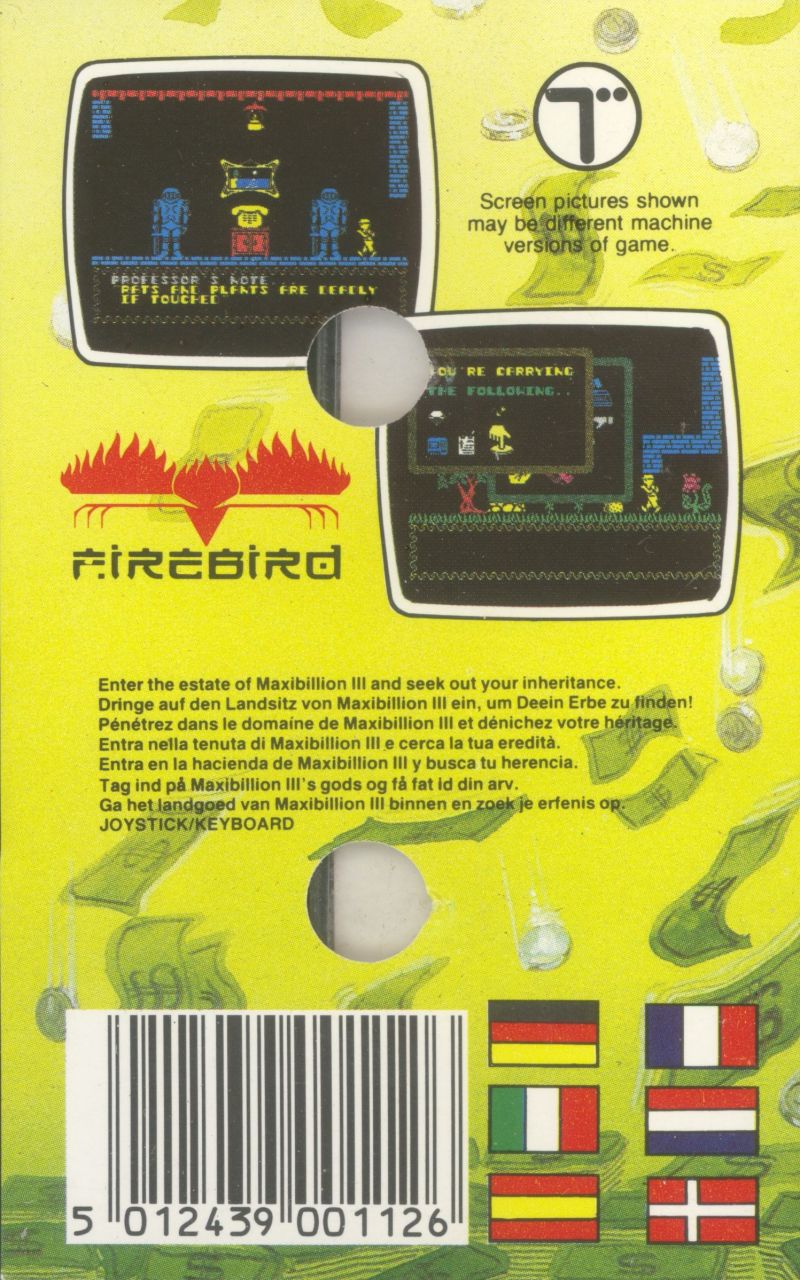 PROFESSOR S NOTE
PETS AND PLANTS ARE DEADLY
IF TOUCHED
Screen pictures shown
may be different machine
versions of game.
YOU'RE CARRYING
THE FOLLOWING..
FIREBIRD
Enter the estate of Maxibillion III and seek out your inheritance.
Dringe auf den Landsitz von Maxibillion III ein, um Deein Erbe zu finden!
Pénétrez dans le domaíne de Maxibillion III et dénichez votre héritage.
Entra nella tenuta di Maxibillion III e cerca la tua eredità.
Entra en la hacienda de Maxibillion III y busca tu herencia.
Tag ind på Maxibillion III's gods og få fat id din arv.
Ga het landgoed van Maxibillion III binnen en zoek je erfenis op.
JOYSTICK/KEYBOARD
5 012439 001126